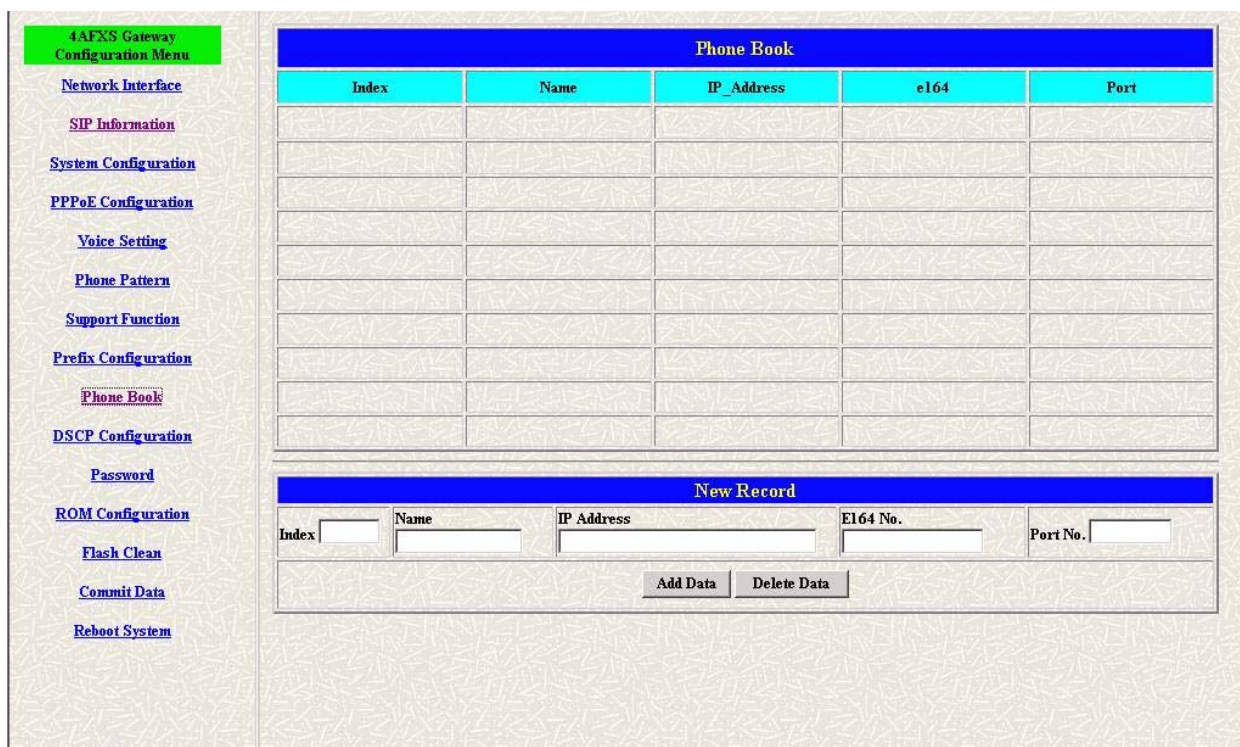 4AFXS Gateway
Configuration Menu
Network Interface
SIP Information
System Configuration
PPPoE Configuration
Voice Setting
Phone Pattern
Support Function
Prefix Configuration
Phone Book
DSCP Configuration
Password
ROM Configuration
Flash Clean
Commit Data
Reboot System
Phone Book
Index Name IP_Address e164 Port
New Record
Index Name IP Address E164 No. Port No.
Add Data Delete Data